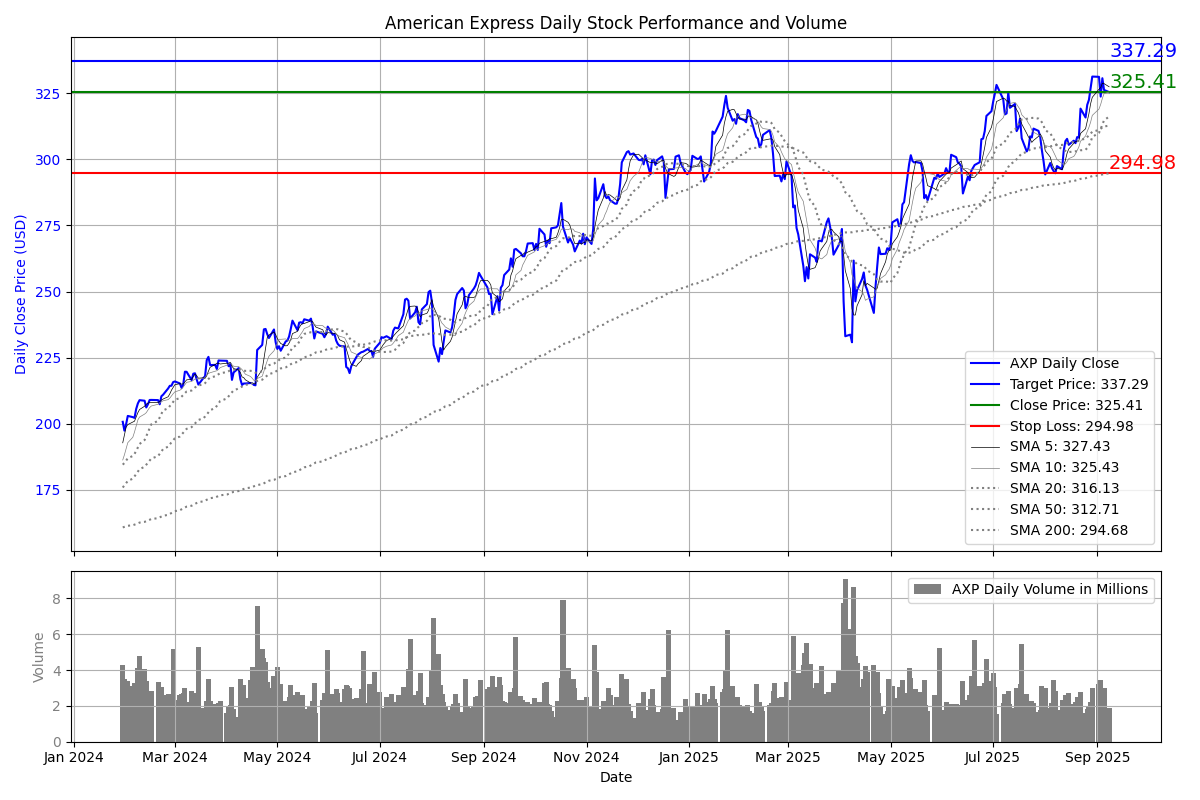 American Express Daily Stock Performance and Volume
337.29
325.41
294.98
325
300
275
250
225
200
175
Daily Close Price (USD)
AXP Daily Close
Target Price: 337.29
Close Price: 325.41
Stop Loss: 294.98
SMA 5: 327.43
SMA 10: 325.43
SMA 20: 316.13
SMA 50: 312.71
SMA 200: 294.68
AXP Daily Volume in Millions
8
6
4
2
0
Volume
Jan 2024 Mar 2024 May 2024 Jul 2024 Sep 2024 Nov 2024 Jan 2025 Mar 2025 May 2025 Jul 2025 Sep 2025
Date